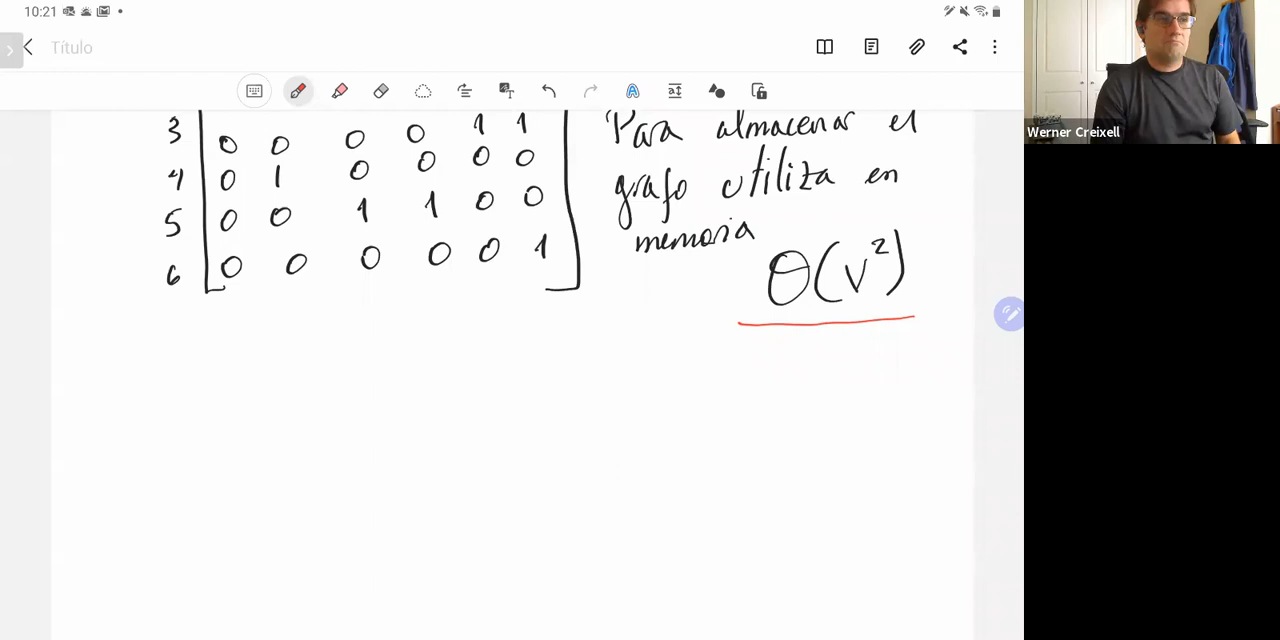 10:21
Título
Werner Creixell
3 0 0 0 0 1 1
4 0 1 0 0 0 0
5 0 0 1 1 0 0
6 0 0 0 0 0 1
Para almacenar el
grafo utiliza en
memoria
Θ(v²)